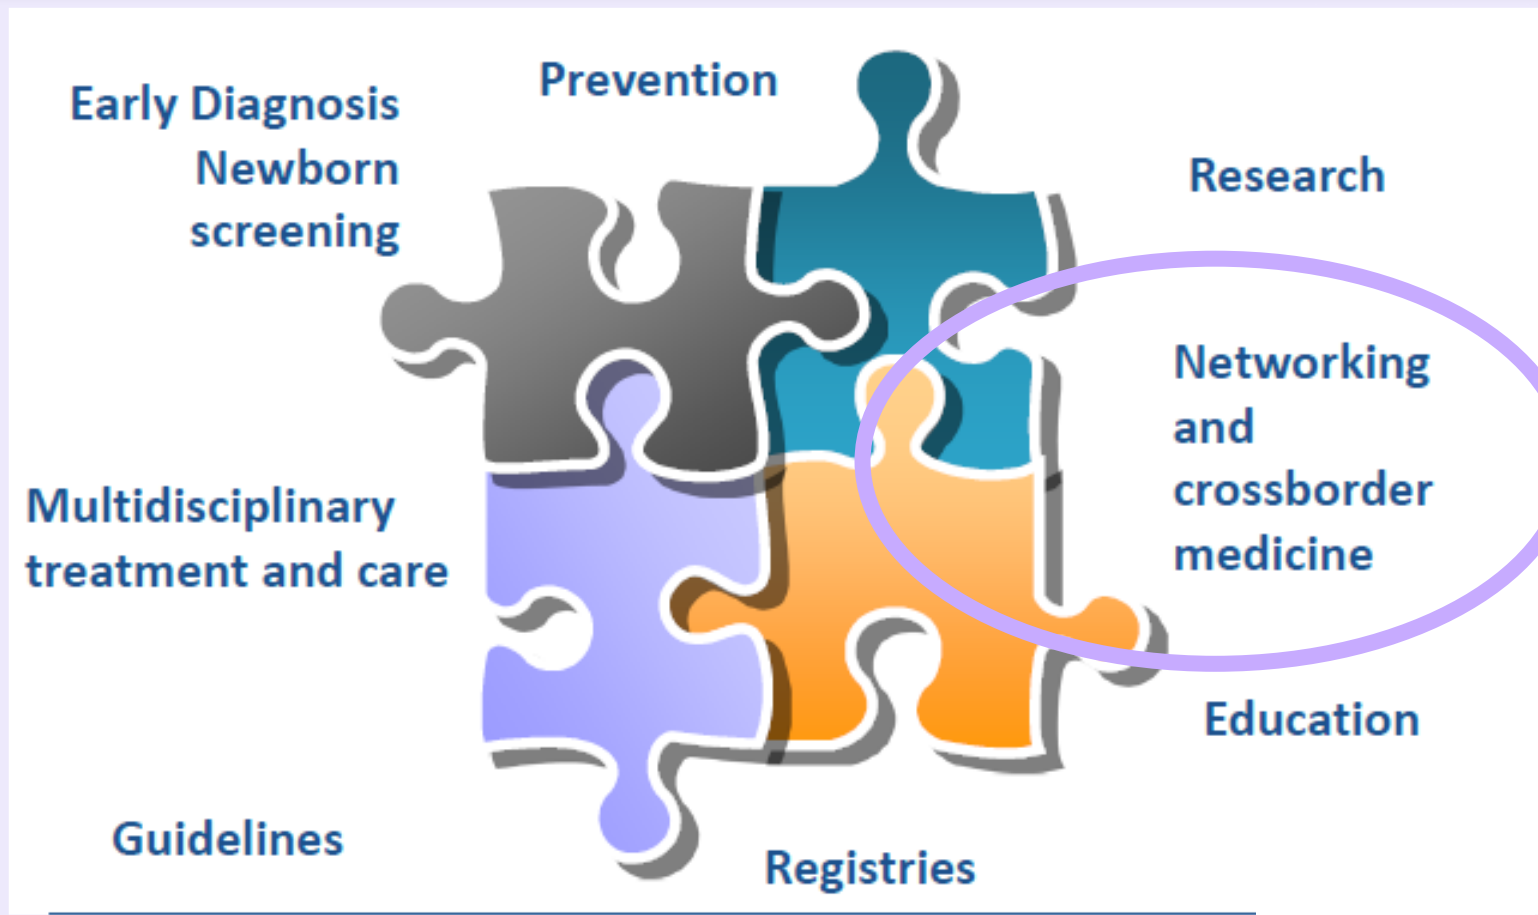 Prevention
Early Diagnosis
Newborn
screening
Research
Networking
and
crossborder
medicine
Multidisciplinary
treatment and care
Education
Guidelines
Registries